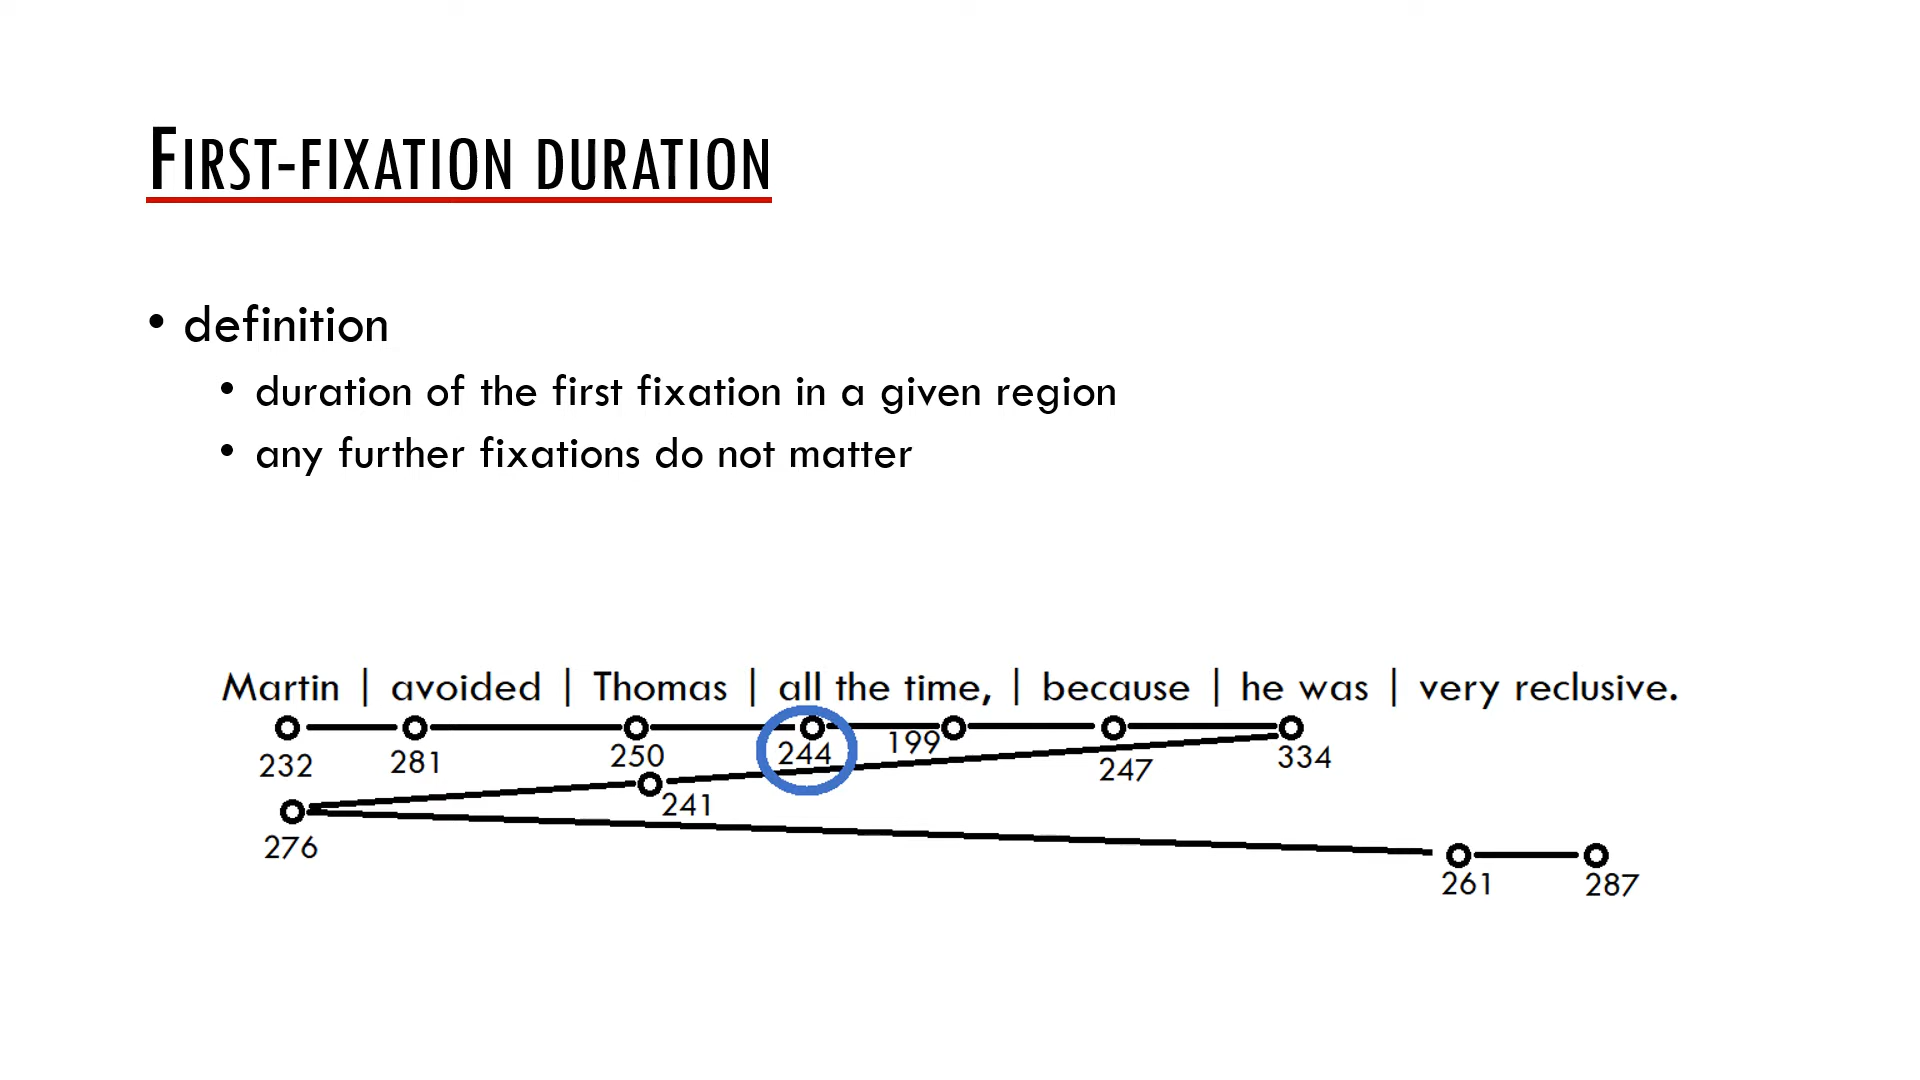 FIRST-FIXATION DURATION
• definition
• duration of the first fixation in a given region
• any further fixations do not matter
Martin | avoided | Thomas | all the time, | because | he was | very reclusive.
232 281 250 244 199 247 334
241
276
261 287